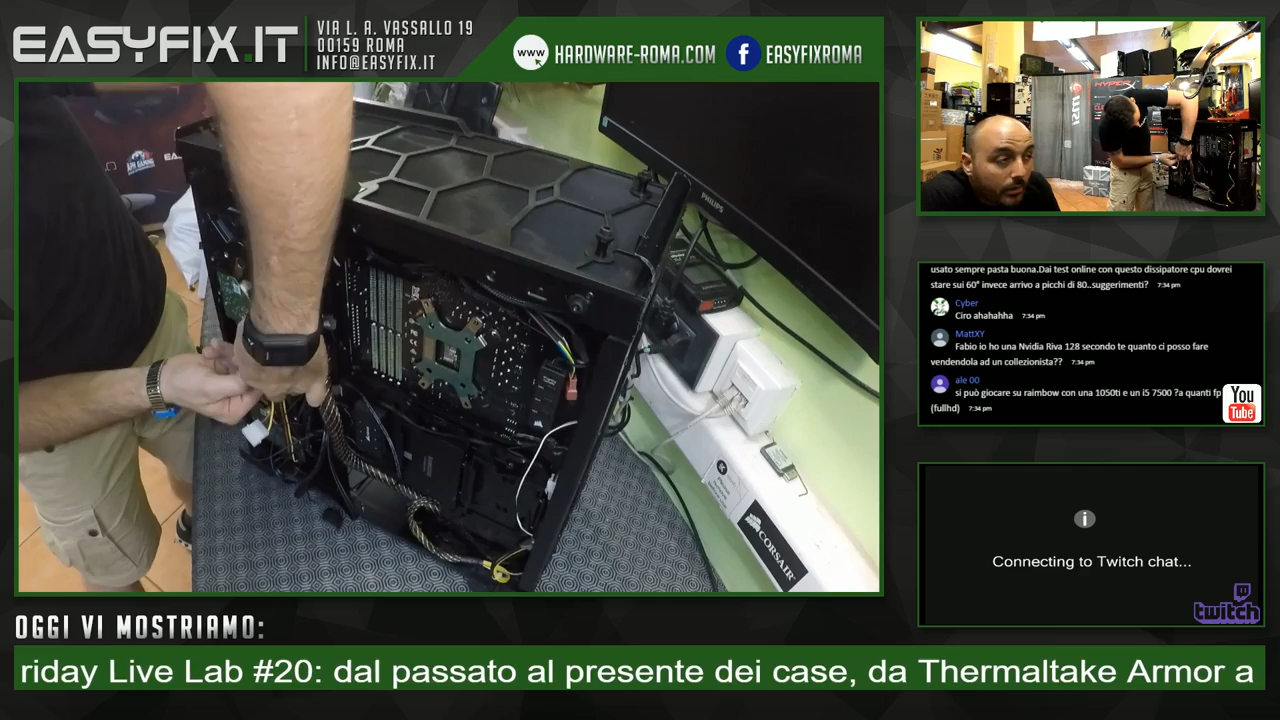 EASYFIX.IT
VIA L. A. VASSALLO 19
00159 ROMA
INFO@EASYFIX.IT
WWW
HARDWARE-ROMA.COM
f
EASYFIXROMA
PHILIPS
CORSAIR
HYPERX
usato sempre pasta buona.Dai test online con questo dissipatore cpu dovrei
stare sui 60° invece arrivo a picchi di 80..suggerimenti? 7:34 pm
Cyber
Ciro ahahahha 7:34 pm
MattXY
Fabio io ho una Nvidia Riva 128 secondo te quanto ci posso fare
vendendola ad un collezionista?? 7:34 pm
ale 00
si può giocare su raimbow con una 1050ti e un i5 7500 ?a quanti fp
(fullhd) 7:34 pm
You
Tube
Connecting to Twitch chat...
twitch
OGGI VI MOSTRIAMO:
riday Live Lab #20: dal passato al presente dei case, da Thermaltake Armor a